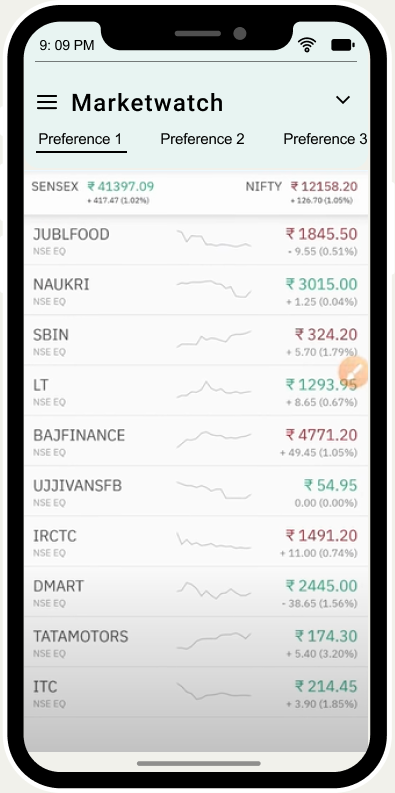 9: 09 PM
Marketwatch
Preference 1 Preference 2 Preference 3
SENSEX ₹ 41397.09 NIFTY ₹ 12158.20
+ 417.47 (1.02%) + 126.70 (1.05%)
JUBLFOOD ₹ 1845.50
NSE EQ - 9.55 (0.51%)
NAUKRI ₹ 3015.00
NSE EQ + 1.25 (0.04%)
SBIN ₹ 324.20
NSE EQ + 5.70 (1.79%)
LT ₹ 1293.95
NSE EQ + 8.65 (0.67%)
BAJFINANCE ₹ 4771.20
NSE EQ + 49.45 (1.05%)
UJJIVANSFB ₹ 54.95
NSE EQ 0.00 (0.00%)
IRCTC ₹ 1491.20
NSE EQ + 11.00 (0.74%)
DMART ₹ 2445.00
NSE EQ - 38.65 (1.56%)
TATAMOTORS ₹ 174.30
NSE EQ + 5.40 (3.20%)
ITC ₹ 214.45
NSE EQ + 3.90 (1.85%)